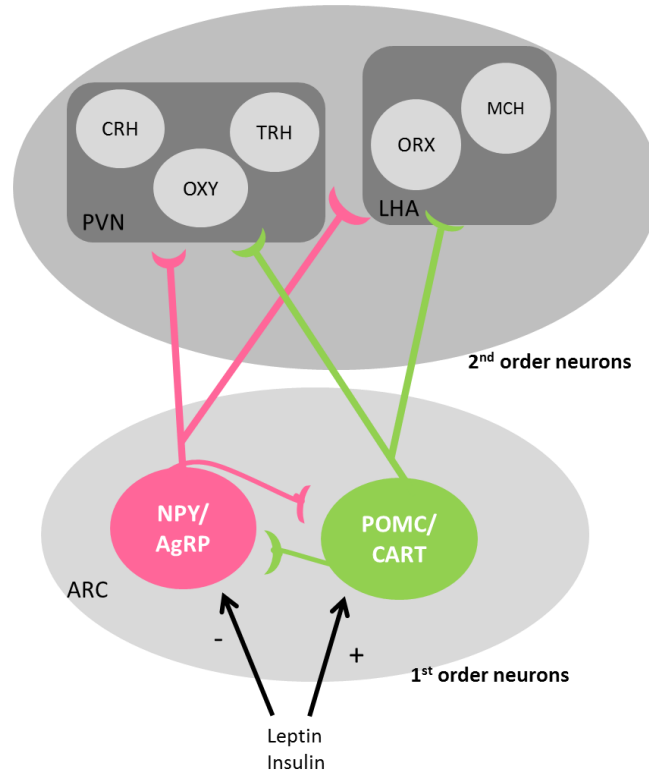 CRH
TRH
OXY
PVN
MCH
ORX
LHA
2nd order neurons
NPY/
AgRP
POMC/
CART
ARC
-
+
1st order neurons
Leptin
Insulin